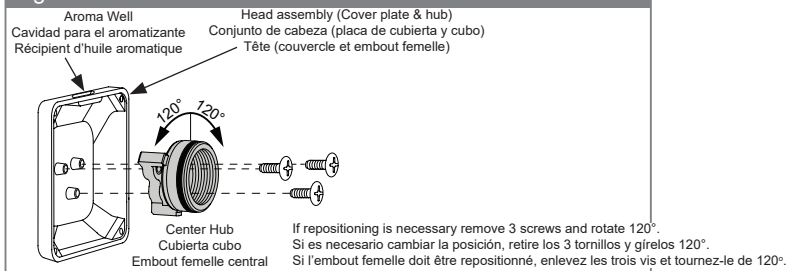 Aroma Well
Cavidad para el aromatizante
Récipient d'huile aromatique
Head assembly (Cover plate & hub)
Conjunto de cabeza (placa de cubierta y cubo)
Tête (couvercle et embout femelle)
120° 120°
Center Hub
Cubierta cubo
Embout femelle central
If repositioning is necessary remove 3 screws and rotate 120°.
Si es necesario cambiar la posición, retire los 3 tornillos y gírelos 120°.
Si l'embout femelle doit être repositionné, enlevez les trois vis et tournez-le de 120°.